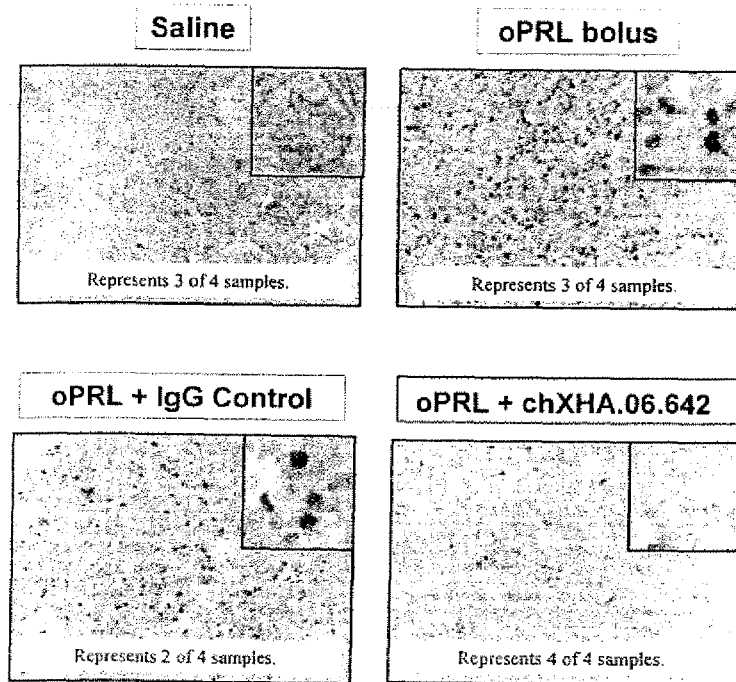 Saline
oPRL bolus
Represents 3 of 4 samples.
Represents 3 of 4 samples.
oPRL + IgG Control
oPRL + chXHA.06.642
Represents 2 of 4 samples.
Represents 4 of 4 samples.